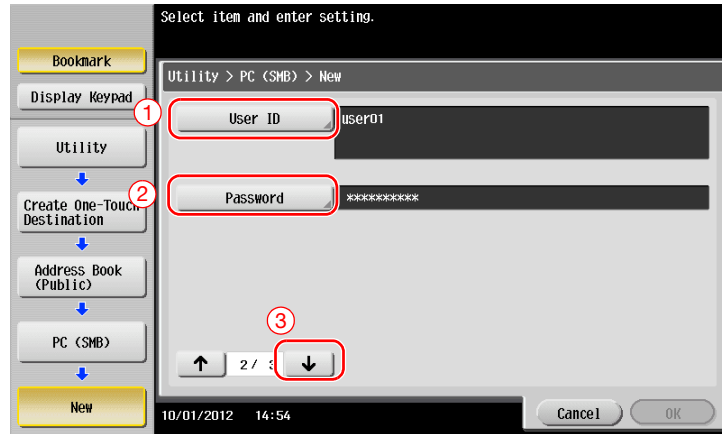 Select item and enter setting.
Bookmark
Display Keypad
Utility
Create One-Touch
Destination
Address Book
(Public)
PC (SMB)
New
Utility > PC (SMB) > New
1
User ID
user01
2
Password
**********
3
↑ 2/ 3 ↓
10/01/2012 14:54
Cancel
OK